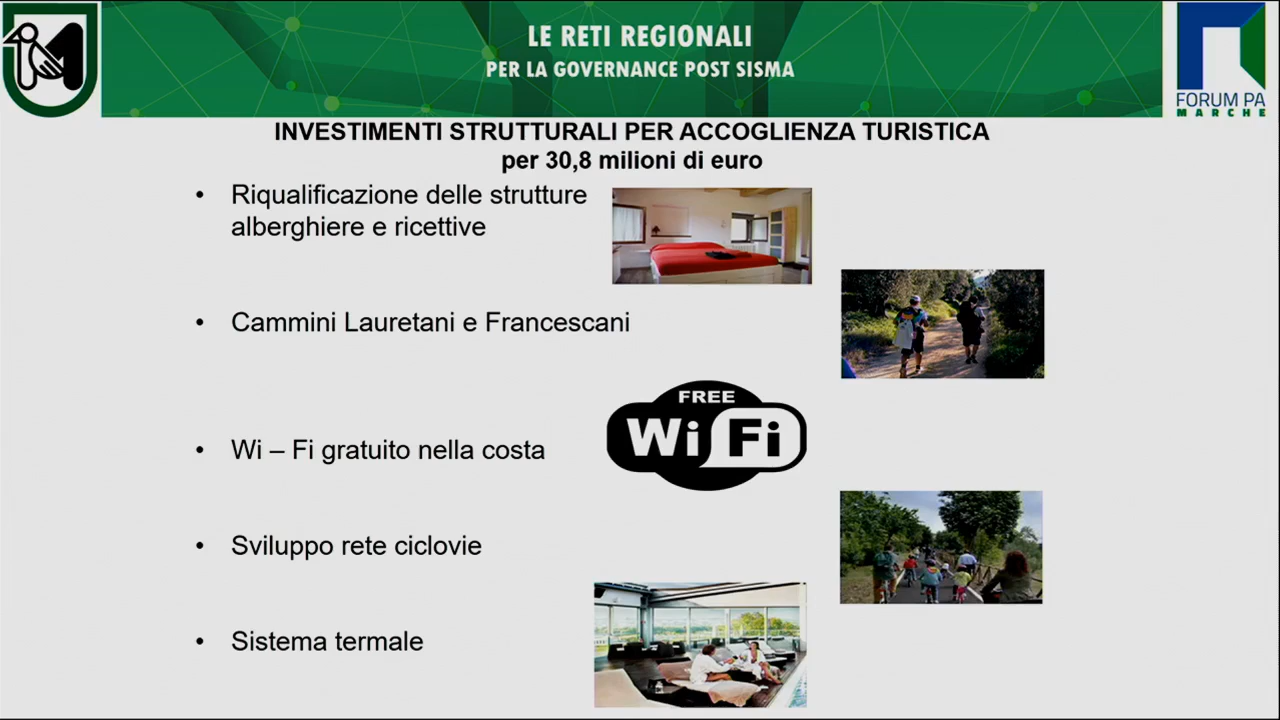 LE RETI REGIONALI
PER LA GOVERNANCE POST SISMA
FORUM PA
MARCHE
INVESTIMENTI STRUTTURALI PER ACCOGLIENZA TURISTICA
per 30,8 milioni di euro
• Riqualificazione delle strutture
alberghiere e ricettive
• Cammini Lauretani e Francescani
FREE
Wi Fi
• Wi – Fi gratuito nella costa
• Sviluppo rete ciclovie
• Sistema termale